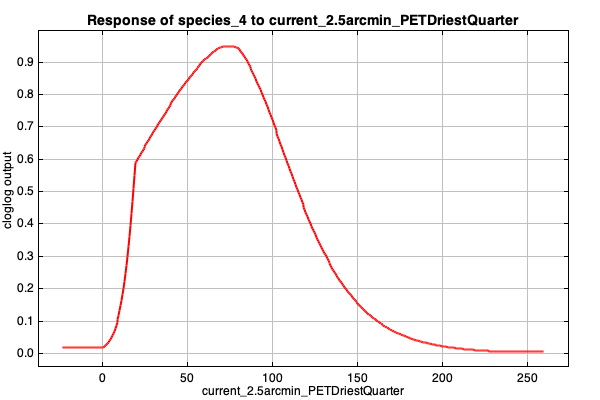 Response of species_4 to current_2.5arcmin_PETDriestQuarter
cloglog output
0.9
0.8
0.7
0.6
0.5
0.4
0.3
0.2
0.1
0.0
0 50 100 150 200 250
current_2.5arcmin_PETDriestQuarter